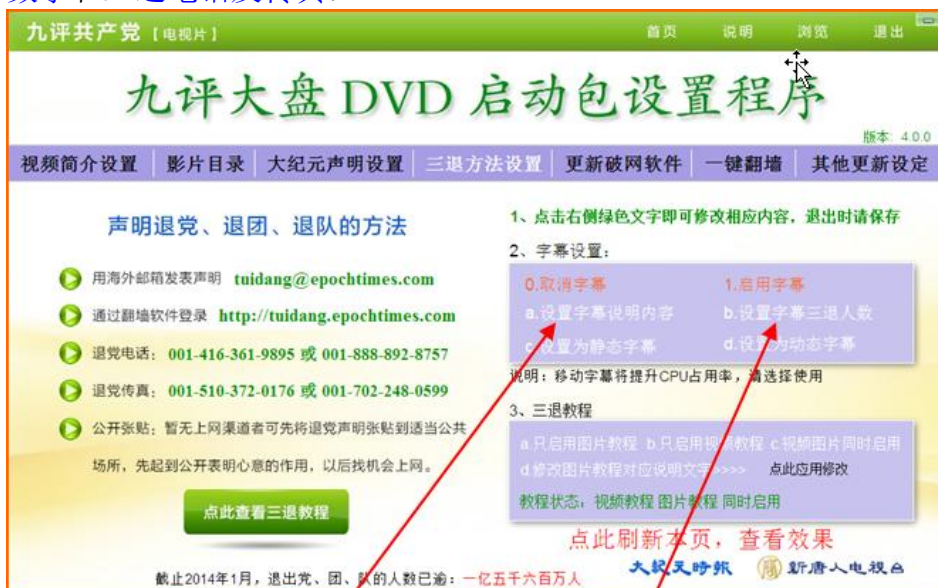 九评共产党【电视片】
首页 说明 浏览 退出
九评大盘 DVD 启动包设置程序
版本: 4.0.0
视频简介设置 影片目录 大纪元声明设置 三退方法设置 更新破网软件 一键翻墙 其他更新设定
声明退党、退团、退队的方法
用海外邮箱发表声明 tuidang@epochtimes.com
通过翻墙软件登录 http://tuidang.epochtimes.com
退党电话: 001-416-361-9895 或 001-888-892-8757
退党传真: 001-510-372-0176 或 001-702-248-0599
公开张贴: 暂无上网渠道者可先将退党声明张贴到适当公共
场所，先起到公开表明心意的作用，以后找机会上网。
点此查看三退教程
截止2014年1月，退出党、团、队的人数已逾: 一亿五千六百万人
1、点击右侧绿色文字即可修改相应内容，退出时请保存
2、字幕设置:
0.取消字幕 1.启用字幕
a.设置字幕说明内容 b.设置字幕三退人数
c.设置为静态字幕 d.设置为动态字幕
说明: 移动字幕将提升CPU占用率，请选择使用
3、三退教程
a.只启用图片教程 b.只启用视频教程 c.视频图片同时启用
d.修改图片教程对应说明文字>>>> 点此应用修改
教程状态: 视频教程 图片教程 同时启用
点此刷新本页，查看效果
大紀元時報 新唐人电视台